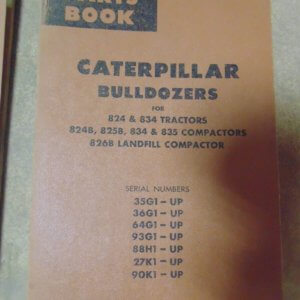 PARTS
BOOK
CATERPILLAR
BULLDOZERS
FOR
824 & 834 TRACTORS
824B, 825B, 834 & 835 COMPACTORS
826B LANDFILL COMPACTOR
SERIAL NUMBERS
35G1 – UP
36G1 – UP
64G1 – UP
93G1 – UP
88H1 – UP
27K1 – UP
90K1 – UP